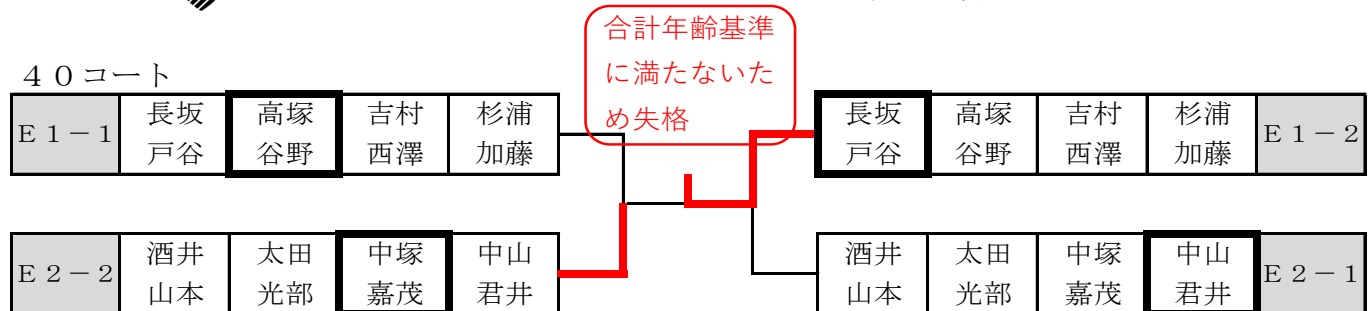 合計年齢基準
に満たないた
め失格
４０コート
Ｅ１－１ 長坂 高塚 吉村 杉浦
戸谷 谷野 西澤 加藤
長坂 高塚 吉村 杉浦 Ｅ１－２
戸谷 谷野 西澤 加藤
Ｅ２－２ 酒井 太田 中塚 中山
山本 光部 嘉茂 君井
酒井 太田 中塚 中山 Ｅ２－１
山本 光部 嘉茂 君井